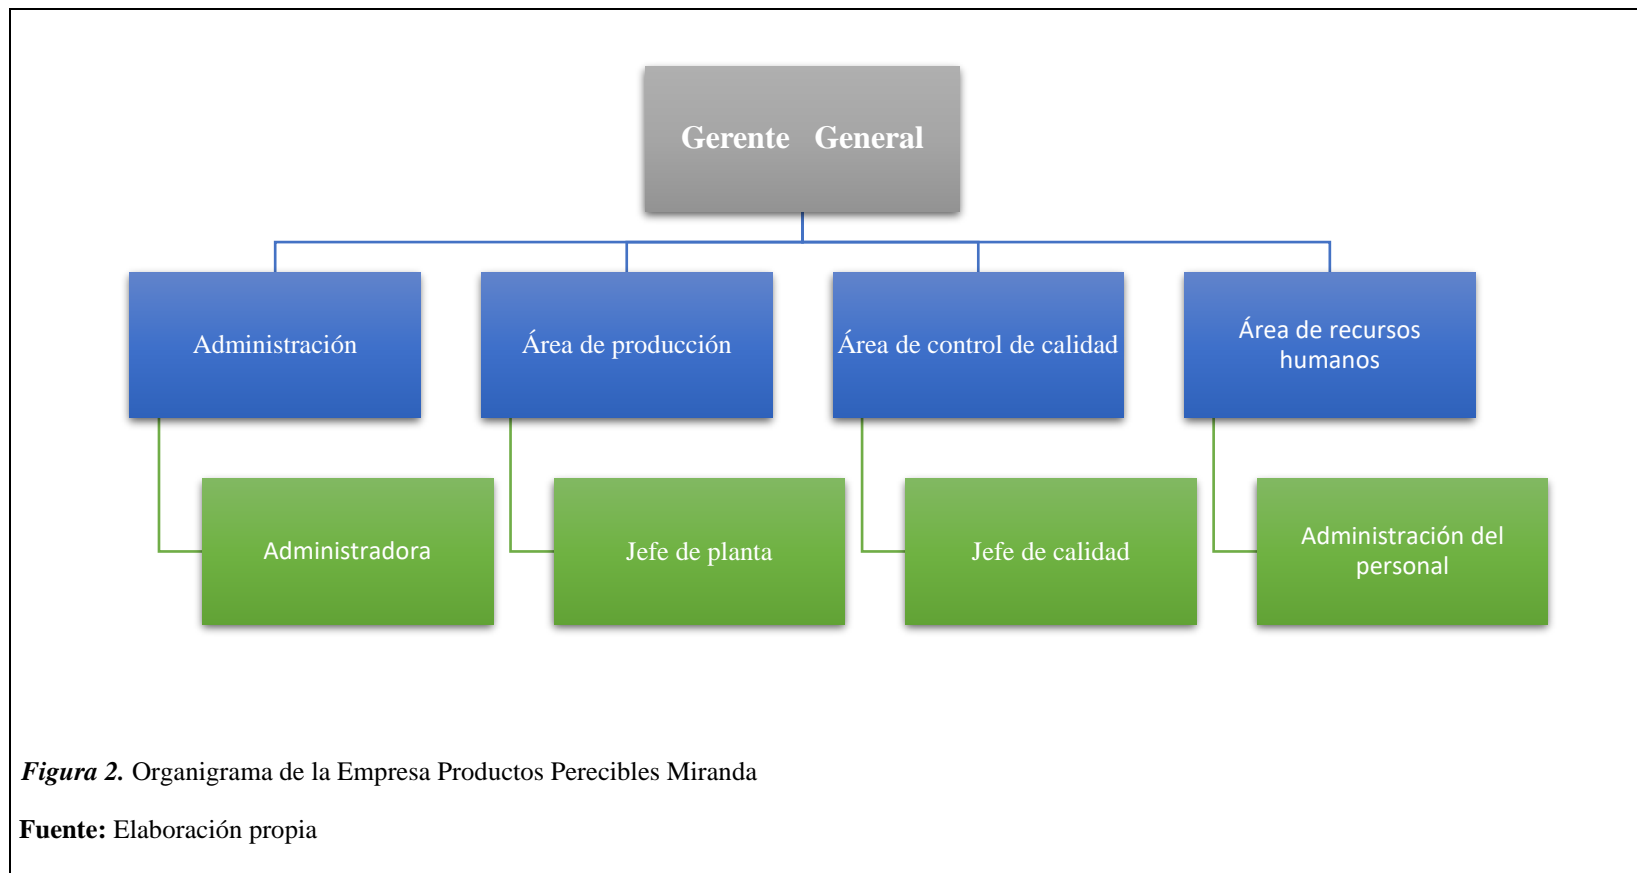 Gerente General
Administración
Área de producción
Área de control de calidad
Área de recursos
humanos
Administradora
Jefe de planta
Jefe de calidad
Administración del
personal
Figura 2. Organigrama de la Empresa Productos Perecibles Miranda
Fuente: Elaboración propia